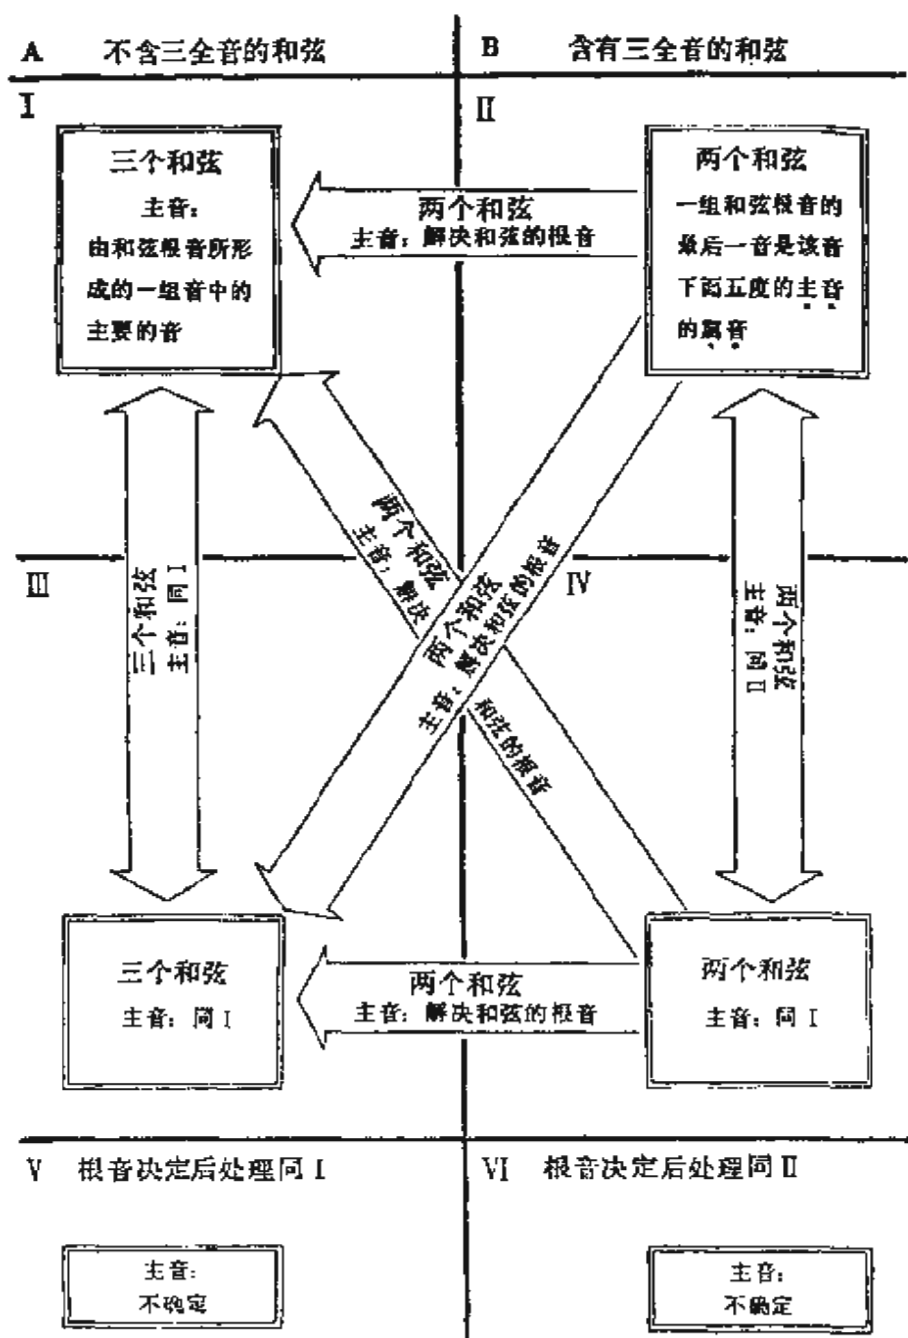 A 不含三全音的和弦
B 含有三全音的和弦
I
II
三个和弦
主音：
由和弦根音所形
成的一组音中的
主要的音
两个和弦
主音：解决和弦的根音
两个和弦
一组和弦根音的
最后一音是该音
下面五度的主音
的属音
III
IV
三个和弦
主音：同 I
两个和弦
主音：解决
和弦的根音
两个和弦
主音：解决和弦的根音
两个和弦
主音：同 II
三个和弦
主音：同 I
两个和弦
主音：解决和弦的根音
两个和弦
主音：同 I
V 根音决定后处理同 I
VI 根音决定后处理同 II
主音：
不确定
主音：
不确定